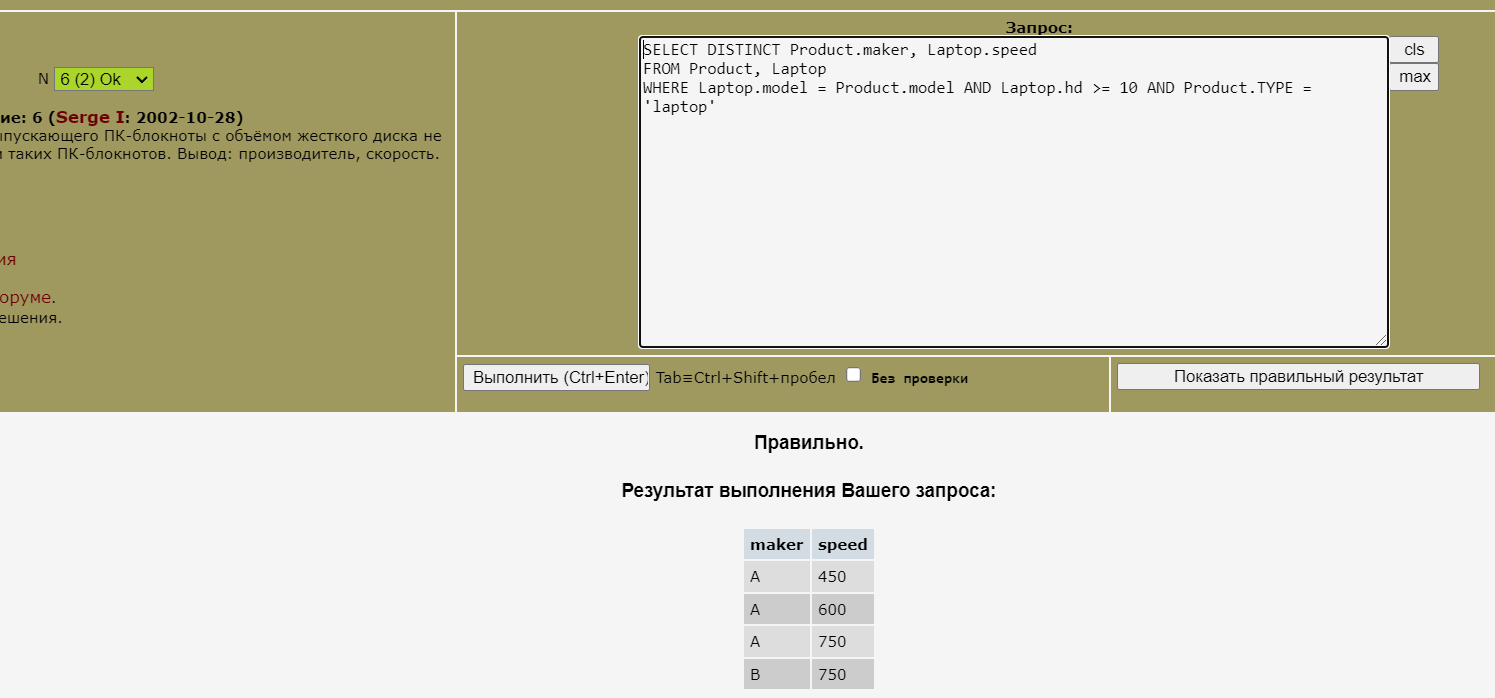 N 6 (2) Ok
ие: 6 (Serge I: 2002-10-28)
ыпускающего ПК-блокноты с объёмом жесткого диска не
и таких ПК-блокнотов. Вывод: производитель, скорость.
ия
оруме.
ешения.
Запрос:
SELECT DISTINCT Product.maker, Laptop.speed
FROM Product, Laptop
WHERE Laptop.model = Product.model AND Laptop.hd >= 10 AND Product.TYPE =
'laptop'
cls
max
Выполнить (Ctrl+Enter) Tab≡Ctrl+Shift+пробел Без проверки
Показать правильный результат
Правильно.
Результат выполнения Вашего запроса:
maker speed
A 450
A 600
A 750
B 750